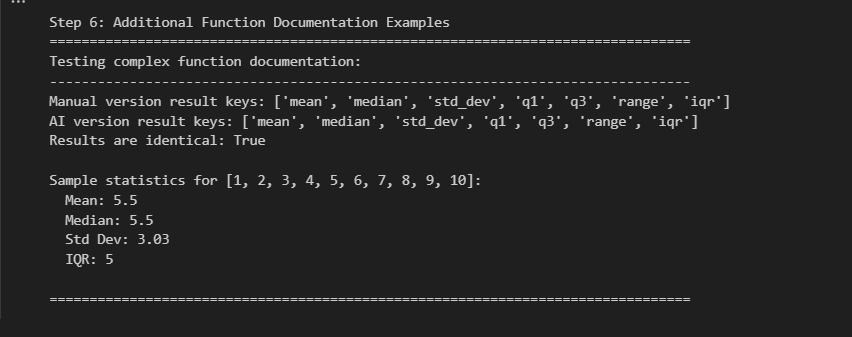 ...
Step 6: Additional Function Documentation Examples
================================================================================
Testing complex function documentation:
--------------------------------------------------------------------------------
Manual version result keys: ['mean', 'median', 'std_dev', 'q1', 'q3', 'range', 'iqr']
AI version result keys: ['mean', 'median', 'std_dev', 'q1', 'q3', 'range', 'iqr']
Results are identical: True
Sample statistics for [1, 2, 3, 4, 5, 6, 7, 8, 9, 10]:
Mean: 5.5
Median: 5.5
Std Dev: 3.03
IQR: 5
================================================================================